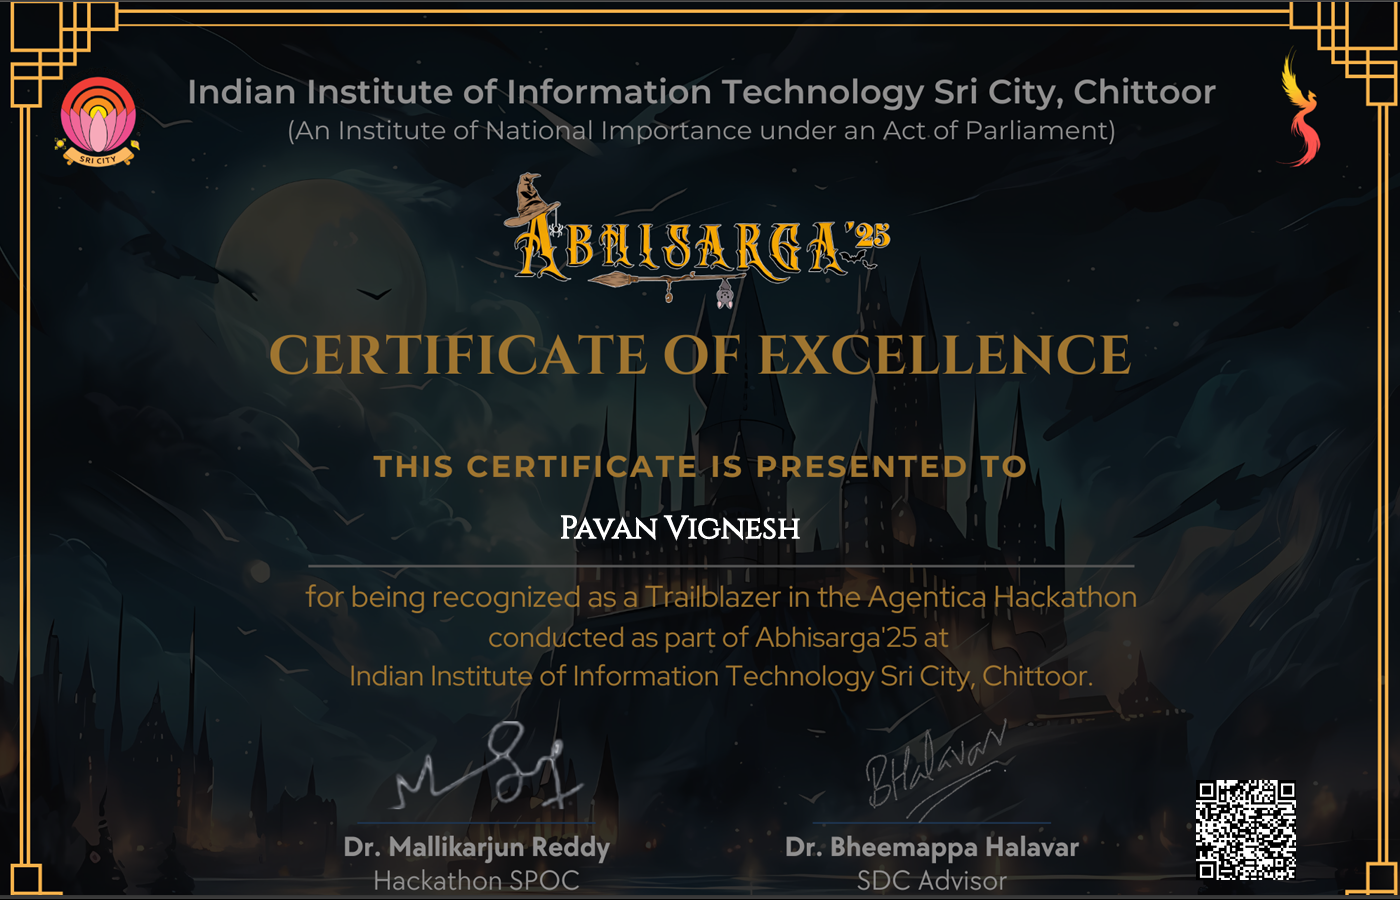 Indian Institute of Information Technology Sri City, Chittoor
(An Institute of National Importance under an Act of Parliament)
SRI CITY
ABHISARGA'25
CERTIFICATE OF EXCELLENCE
THIS CERTIFICATE IS PRESENTED TO
PAVAN VIGNESH
for being recognized as a Trailblazer in the Agentica Hackathon
conducted as part of Abhisarga'25 at
Indian Institute of Information Technology Sri City, Chittoor.
BHalavar
Dr. Mallikarjun Reddy
Hackathon SPOC
Dr. Bheemappa Halavar
SDC Advisor